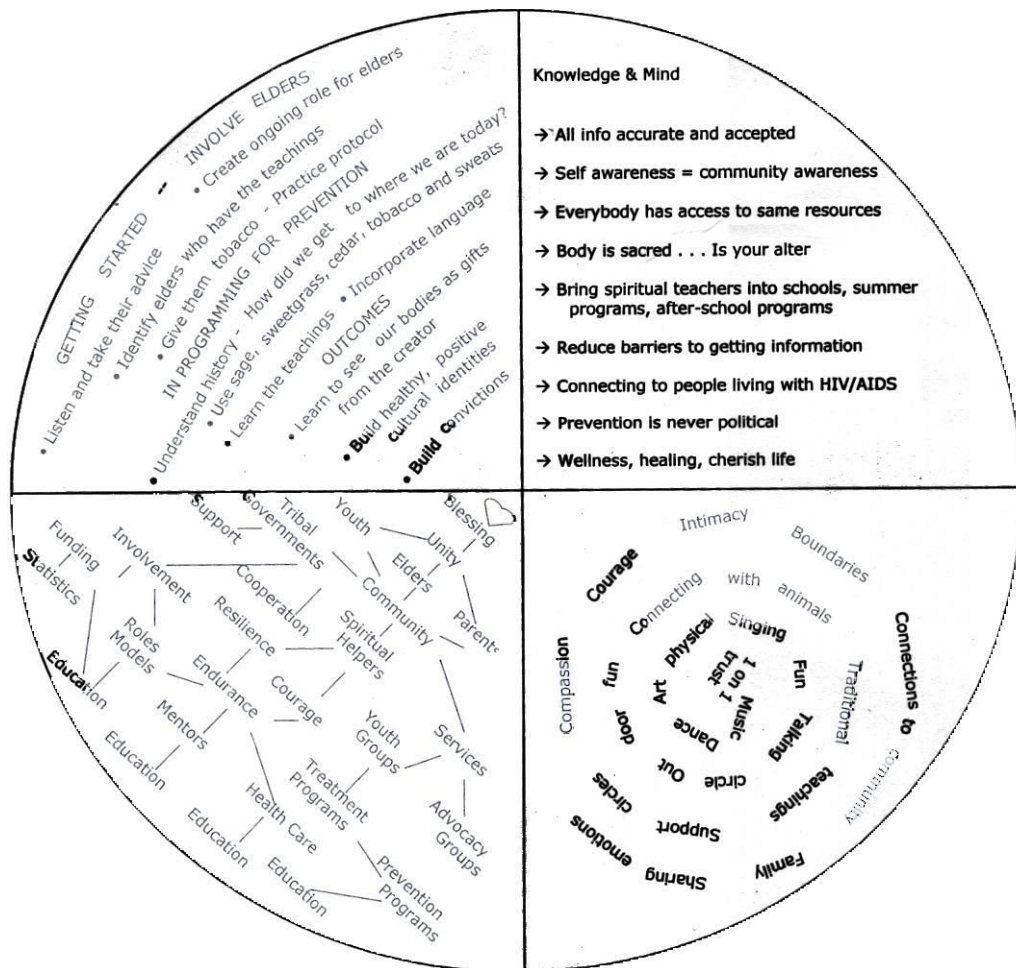 GETTING STARTED - INVOLVE ELDERS
• Listen and take their advice
• Create ongoing role for elders
• Identify elders who have the teachings
• Give them tobacco - Practice protocol
IN PROGRAMMING FOR PREVENTION
• Understand history - How did we get to where we are today?
• Use sage, sweetgrass, cedar, tobacco and sweats
• Learn the teachings • Incorporate language
OUTCOMES
• Learn to see our bodies as gifts
from the creator
• Build healthy, positive
cultural identities
• Build convictions
Knowledge & Mind
→ All info accurate and accepted
→ Self awareness = community awareness
→ Everybody has access to same resources
→ Body is sacred . . . Is your alter
→ Bring spiritual teachers into schools, summer
programs, after-school programs
→ Reduce barriers to getting information
→ Connecting to people living with HIV/AIDS
→ Prevention is never political
→ Wellness, healing, cherish life
Funding
Statistics
Education
Involvement
Roles
Models
Support
Tribal
Governments
Cooperation
Resilience
Endurance
Mentors
Education
Youth
Elders
Community
Spiritual
Helpers
Courage
Blessing
Unity
Parents
Services
Youth
Groups
Treatment
Programs
Health Care
Education
Advocacy
Groups
Prevention
Programs
Education
1 on 1
trust
Music
Dance
Art
physical
Singing
Fun
Talking
circle
Out
door
fun
Connecting with animals
Traditional
teachings
Support
circles
Compassion
Courage
Intimacy
Boundaries
Connections to
community
Family
Sharing
emotions